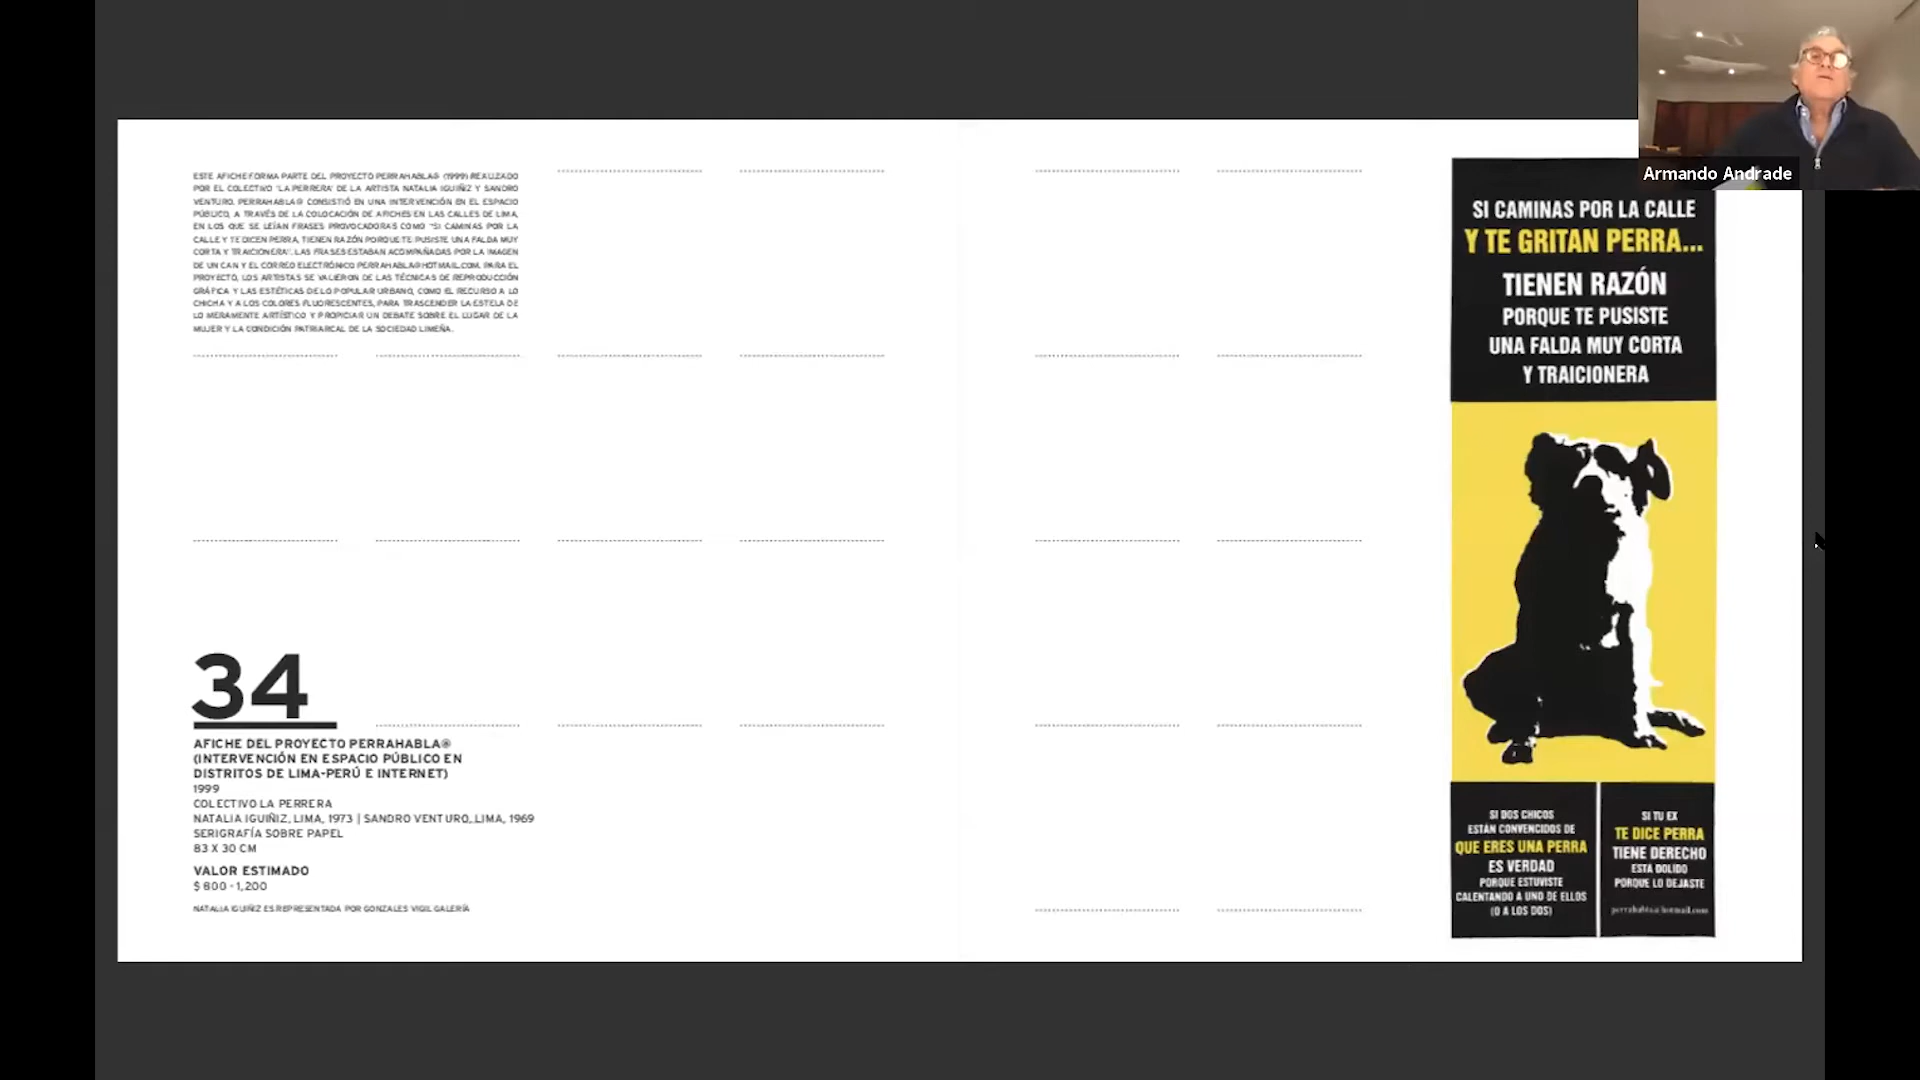 ESTE AFICHE FORMA PARTE DEL PROYECTO PERRAHABLA® (1999) REALIZADO
POR EL COLECTIVO 'LA PERRERA' DE LA ARTISTA NATALIA IGUIÑIZ Y SANDRO
VENTURO. PERRAHABLA® CONSISTIÓ EN UNA INTERVENCIÓN EN EL ESPACIO
PÚBLICO, A TRAVÉS DE LA COLOCACIÓN DE AFICHES EN LAS CALLES DE LIMA,
EN LOS QUE SE LEÍAN FRASES PROVOCADORAS COMO "SI CAMINAS POR LA
CALLE Y TE DICEN PERRA, TIENEN RAZÓN PORQUE TE PUSISTE UNA FALDA MUY
CORTA Y TRAICIONERA". LAS FRASES ESTABAN ACOMPAÑADAS POR LA IMAGEN
DE UN CAN Y EL CORREO ELECTRÓNICO PERRAHABLA@HOTMAIL.COM. PARA EL
PROYECTO, LOS ARTISTAS SE VALIERON DE LAS TÉCNICAS DE REPRODUCCIÓN
GRÁFICA Y LAS ESTÉTICAS DE LO POPULAR URBANO, COMO EL RECURSO A LO
CHICHA Y A LOS COLORES FLUORESCENTES, PARA TRASCENDER LA ESTELA DE
LO MERAMENTE ARTÍSTICO Y PROPICIAR UN DEBATE SOBRE EL LUGAR DE LA
MUJER Y LA CONDICIÓN PATRIARCAL DE LA SOCIEDAD LIMEÑA.
34
AFICHE DEL PROYECTO PERRAHABLA®
(INTERVENCIÓN EN ESPACIO PÚBLICO EN
DISTRITOS DE LIMA-PERÚ E INTERNET)
1999
COLECTIVO LA PERRERA
NATALIA IGUIÑIZ, LIMA, 1973 | SANDRO VENTURO, LIMA, 1969
SERIGRAFÍA SOBRE PAPEL
83 X 30 CM
VALOR ESTIMADO
$ 800 - 1,200
NATALIA IGUIÑIZ ES REPRESENTADA POR GONZALES VIGIL GALERÍA
Armando Andrade
SI CAMINAS POR LA CALLE
Y TE GRITAN PERRA...
TIENEN RAZÓN
PORQUE TE PUSISTE
UNA FALDA MUY CORTA
Y TRAICIONERA
SI DOS CHICOS
ESTÁN CONVENCIDOS DE
QUE ERES UNA PERRA
ES VERDAD
PORQUE ESTUVISTE
CALENTANDO A UNO DE ELLOS
(O A LOS DOS)
SI TU EX
TE DICE PERRA
TIENE DERECHO
ESTÁ DOLIDO
PORQUE LO DEJASTE
perrahabla@hotmail.com